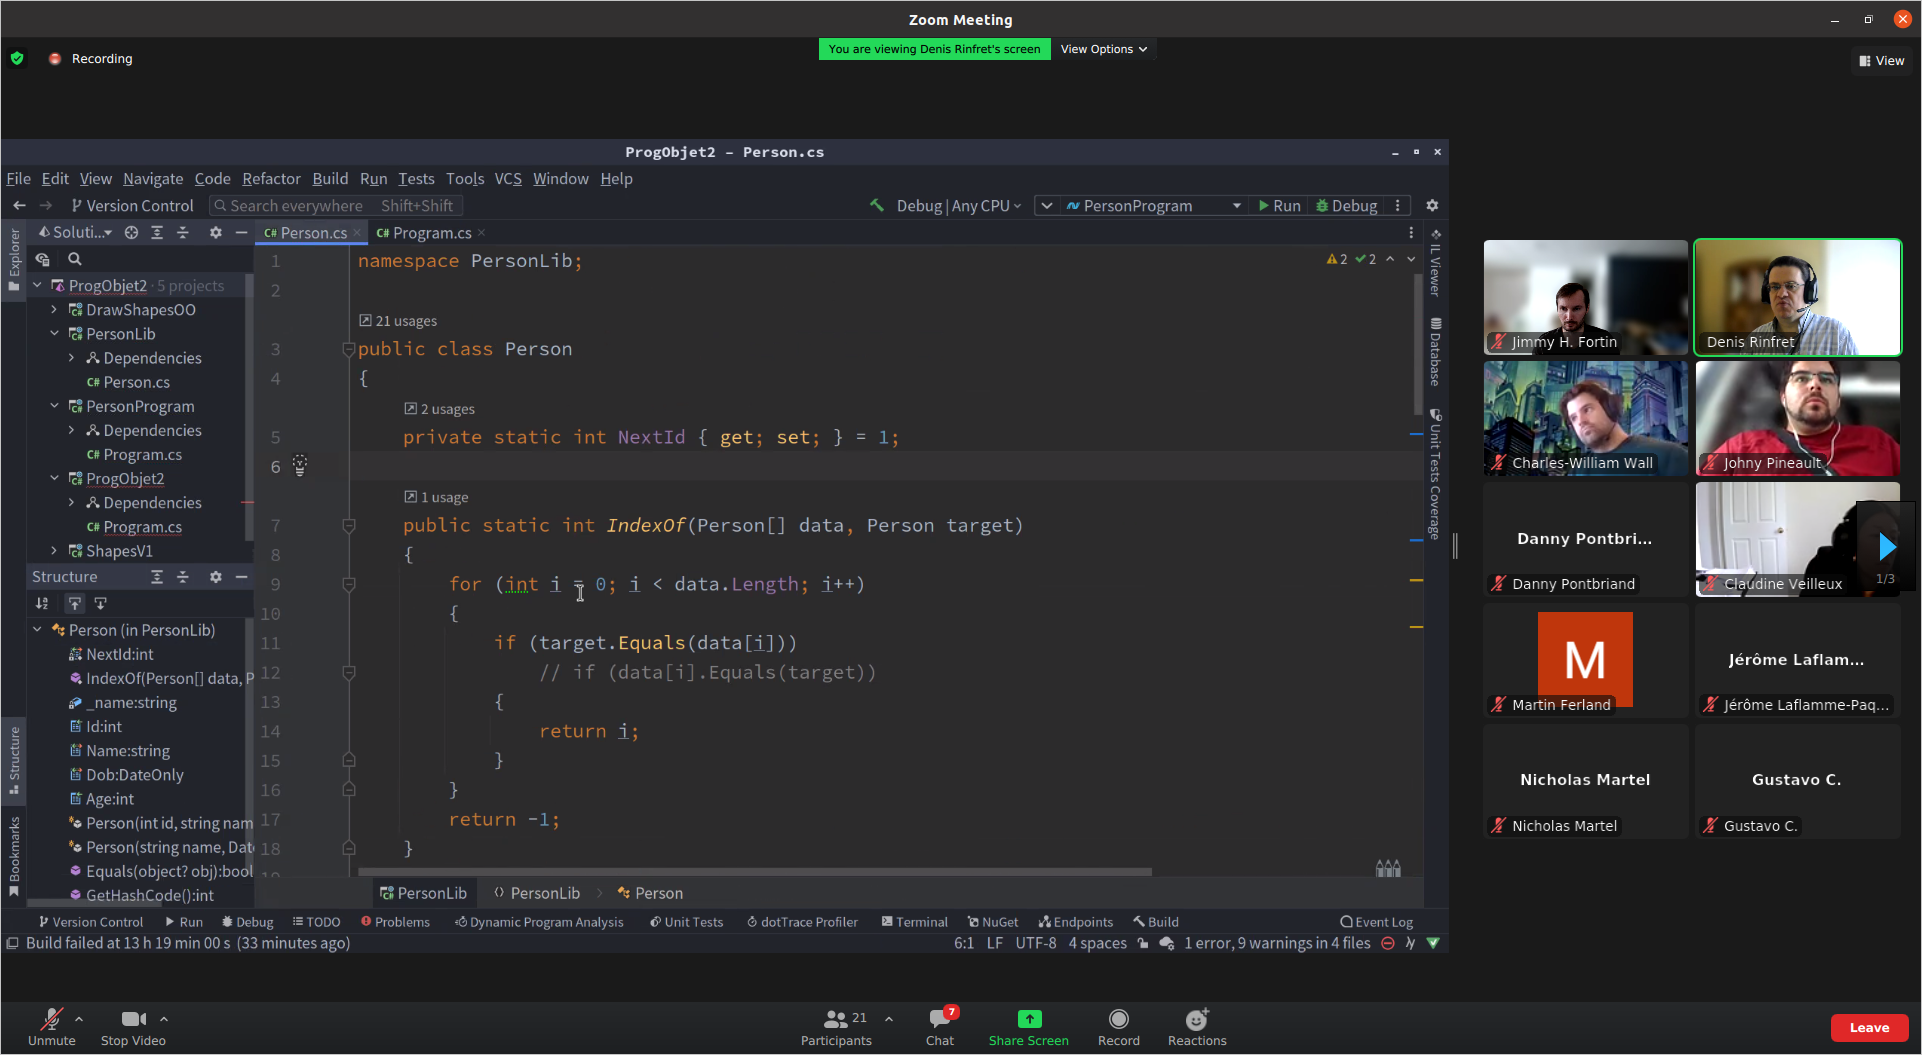 Zoom Meeting
Recording
You are viewing Denis Rinfret's screen
View Options
View
ProgObjet2 – Person.cs
File Edit View Navigate Code Refactor Build Run Tests Tools VCS Window Help
Version Control
Search everywhere Shift+Shift
Debug | Any CPU
PersonProgram
Run
Debug
Explorer
Soluti...
C# Person.cs
C# Program.cs
ProgObjet2 · 5 projects
DrawShapesOO
PersonLib
Dependencies
C# Person.cs
PersonProgram
Dependencies
C# Program.cs
ProgObjet2
Dependencies
C# Program.cs
ShapesV1
Structure
Person (in PersonLib)
NextId:int
IndexOf(Person[] data, P
_name:string
Id:int
Name:string
Dob:DateOnly
Age:int
Person(int id, string nam
Person(string name, Dat
Equals(object? obj):bool
GetHashCode():int
Structure
Bookmarks
1 namespace PersonLib;
2 2
2
21 usages
3 public class Person
4 {
2 usages
5 private static int NextId { get; set; } = 1;
6
1 usage
7 public static int IndexOf(Person[] data, Person target)
8 {
9 for (int i = 0; i < data.Length; i++)
10 {
11 if (target.Equals(data[i]))
12 // if (data[i].Equals(target))
13 {
14 return i;
15 }
16 }
17 return -1;
18 }
IL Viewer
Database
Unit Tests Coverage
PersonLib
PersonLib
Person
Version Control Run Debug TODO Problems Dynamic Program Analysis Unit Tests dotTrace Profiler Terminal NuGet Endpoints Build Event Log
Build failed at 13 h 19 min 00 s (33 minutes ago)
6:1 LF UTF-8 4 spaces 1 error, 9 warnings in 4 files
Jimmy H. Fortin
Denis Rinfret
Charles-William Wall
Johny Pineault
Danny Pontbri...
Danny Pontbriand
Claudine Veilleux
1/3
M
Martin Ferland
Jérôme Laflam...
Jérôme Laflamme-Paq...
Nicholas Martel
Nicholas Martel
Gustavo C.
Gustavo C.
Unmute
Stop Video
21
Participants
7
Chat
Share Screen
Record
Reactions
Leave